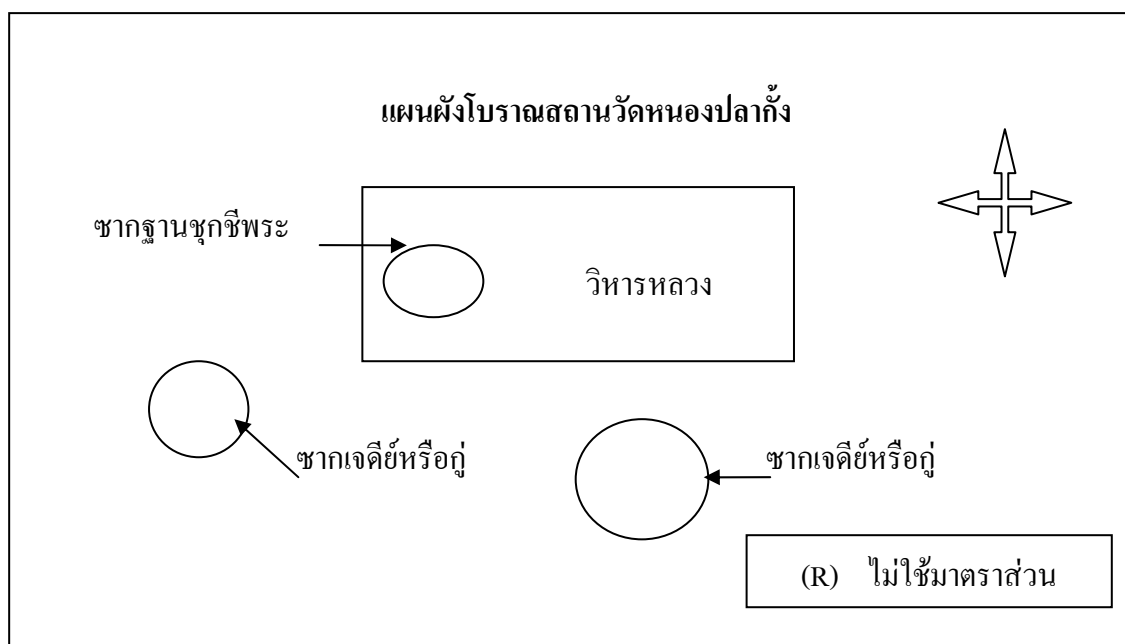 แผนผังโบราณสถานวัดหนองปลากั้ง
ซากฐานชุกชีพระ
วิหารหลวง
ซากเจดีย์หรือกู่
ซากเจดีย์หรือกู่
(R) ไม่ใช้มาตราส่วน